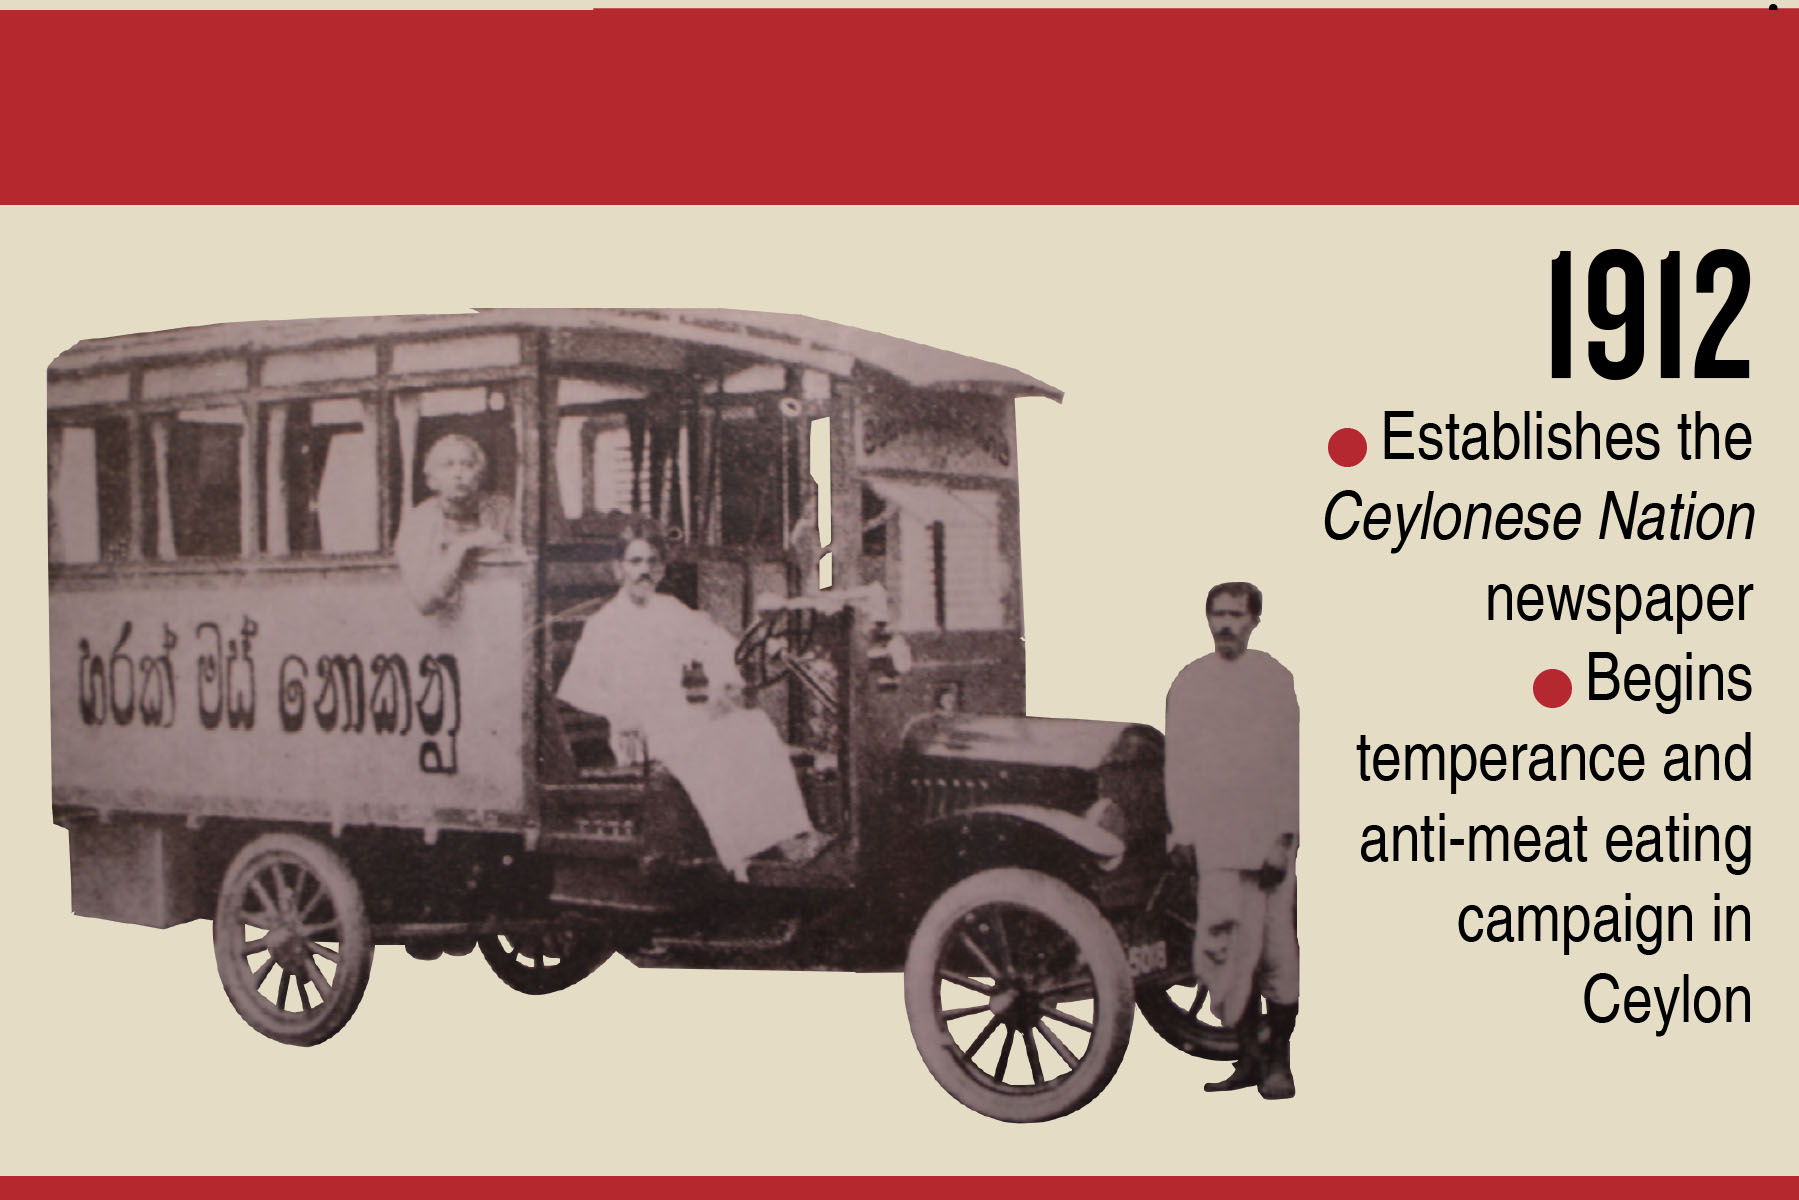 1912
Establishes the
Ceylonese Nation
newspaper
Begins
temperance and
anti-meat eating
campaign in
Ceylon
ගරක් මස් නොකනු